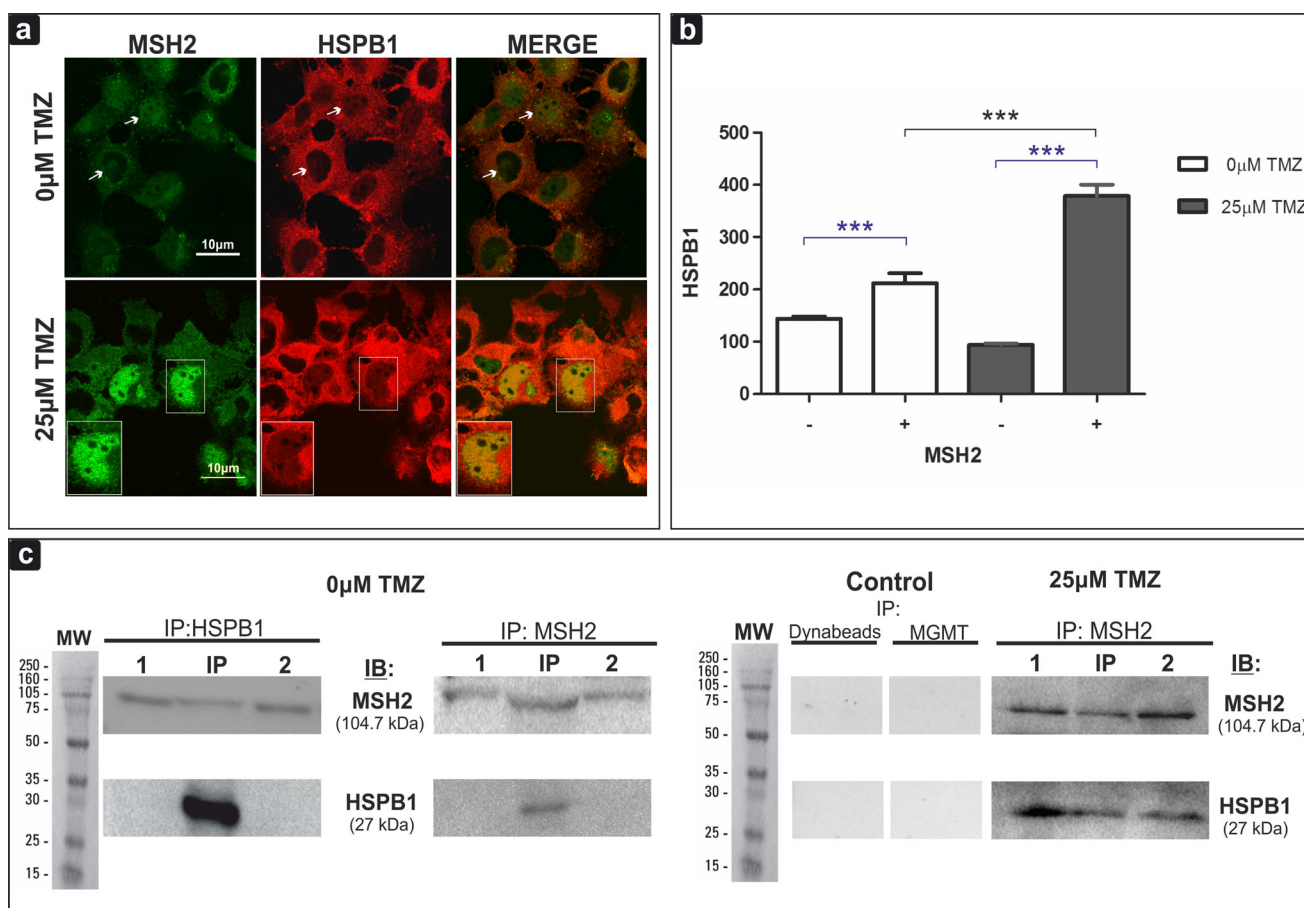 a
MSH2 HSPB1 MERGE
0µM TMZ
10µm
25µM TMZ
10µm
b
500
400
300
200
100
0
HSPB1
***
***
***
- + - +
MSH2
0µM TMZ
25µM TMZ
c
0µM TMZ
MW
IP:HSPB1
1 IP 2
IB:
IP: MSH2
1 IP 2
250 -
160 -
105 -
75 -
50 -
35 -
30 -
25 -
15 -
MSH2
(104.7 kDa)
HSPB1
(27 kDa)
Control
IP:
Dynabeads MGMT
25µM TMZ
MW
IP: MSH2
1 IP 2
IB:
250 -
160 -
105 -
75 -
50 -
35 -
30 -
25 -
15 -
MSH2
(104.7 kDa)
HSPB1
(27 kDa)